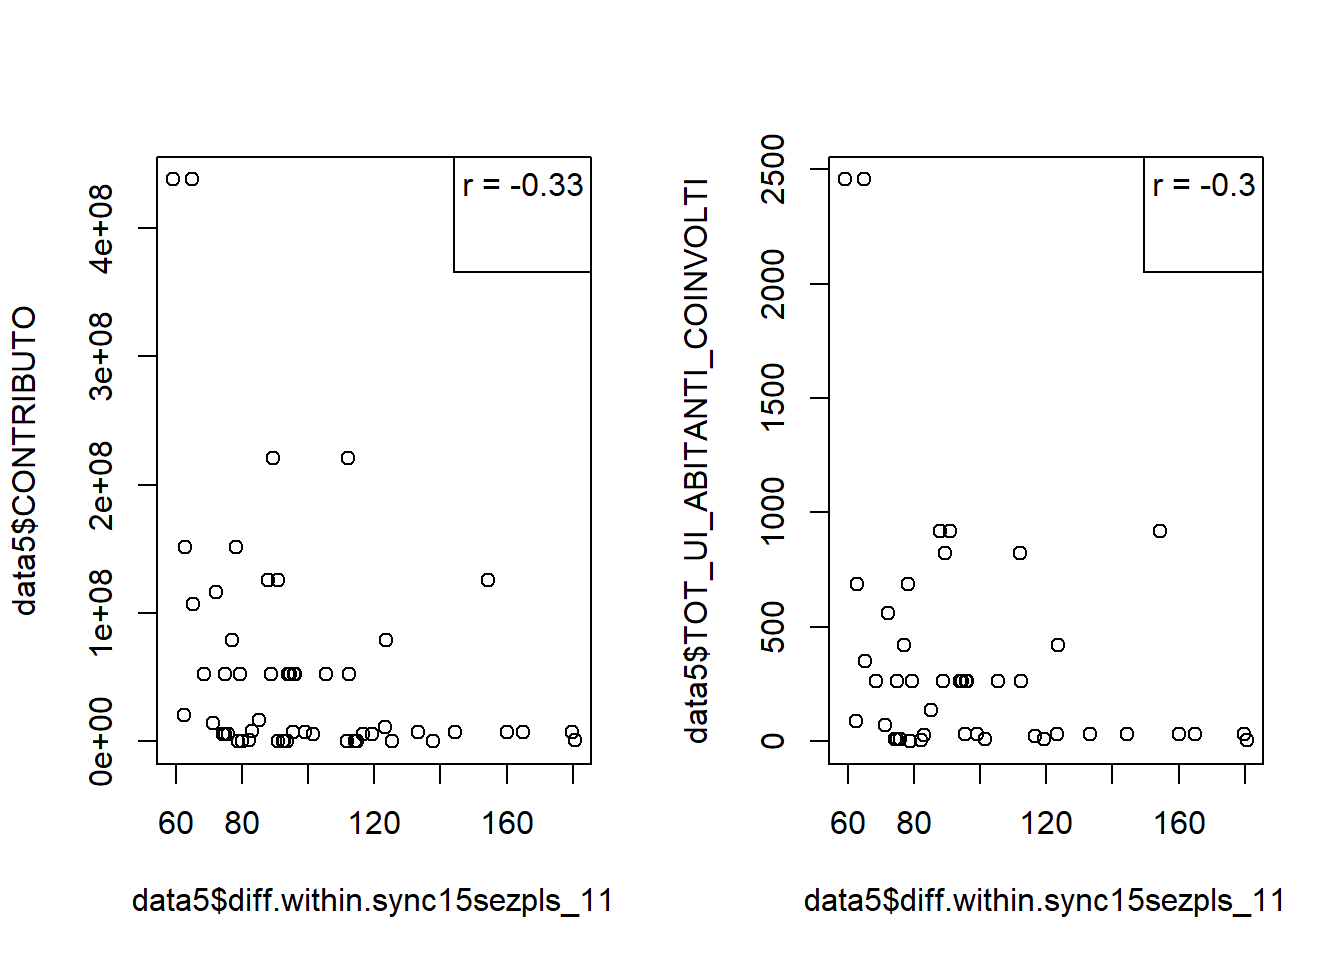 r = -0.33
data5$CONTRIBUTO
4e+08
3e+08
2e+08
1e+08
0e+00
60 80 120 160
data5$diff.within.sync15sezpls_11
r = -0.3
data5$TOT_UI_ABITANTI_COINVOLTI
2500
2000
1500
1000
500
0
60 80 120 160
data5$diff.within.sync15sezpls_11